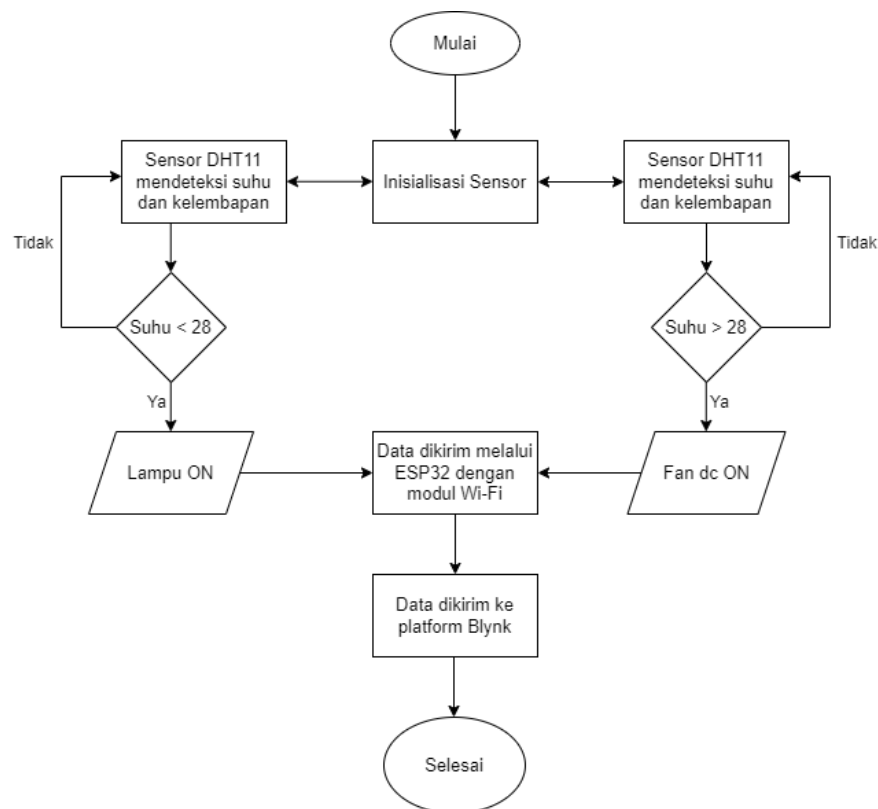 Mulai
Sensor DHT11
mendeteksi suhu
dan kelembapan
Inisialisasi Sensor
Sensor DHT11
mendeteksi suhu
dan kelembapan
Tidak
Tidak
Suhu < 28
Suhu > 28
Ya
Ya
Lampu ON
Data dikirim melalui
ESP32 dengan
modul Wi-Fi
Fan dc ON
Data dikirim ke
platform Blynk
Selesai